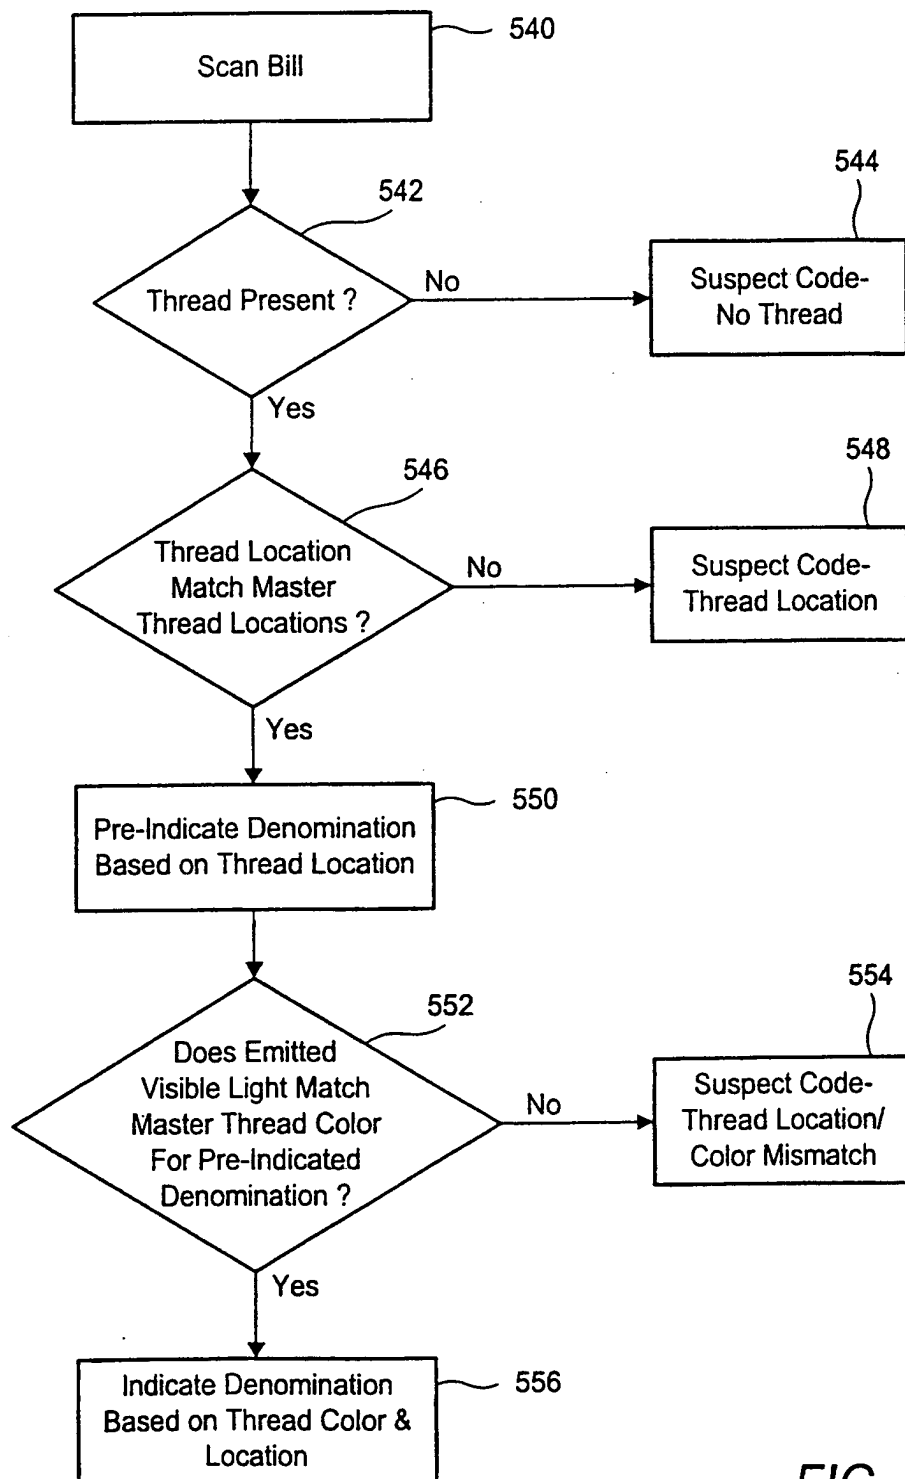 540
Scan Bill
544
542
Suspect Code-
No Thread
No
Thread Present ?
Yes
548
546
Thread Location
Match Master
Thread Locations ?
No
Suspect Code-
Thread Location
Yes
550
Pre-Indicate Denomination
Based on Thread Location
554
552
Does Emitted
Visible Light Match
Master Thread Color
For Pre-Indicated
Denomination ?
No
Suspect Code-
Thread Location/
Color Mismatch
Yes
556
Indicate Denomination
Based on Thread Color &
Location
FIG